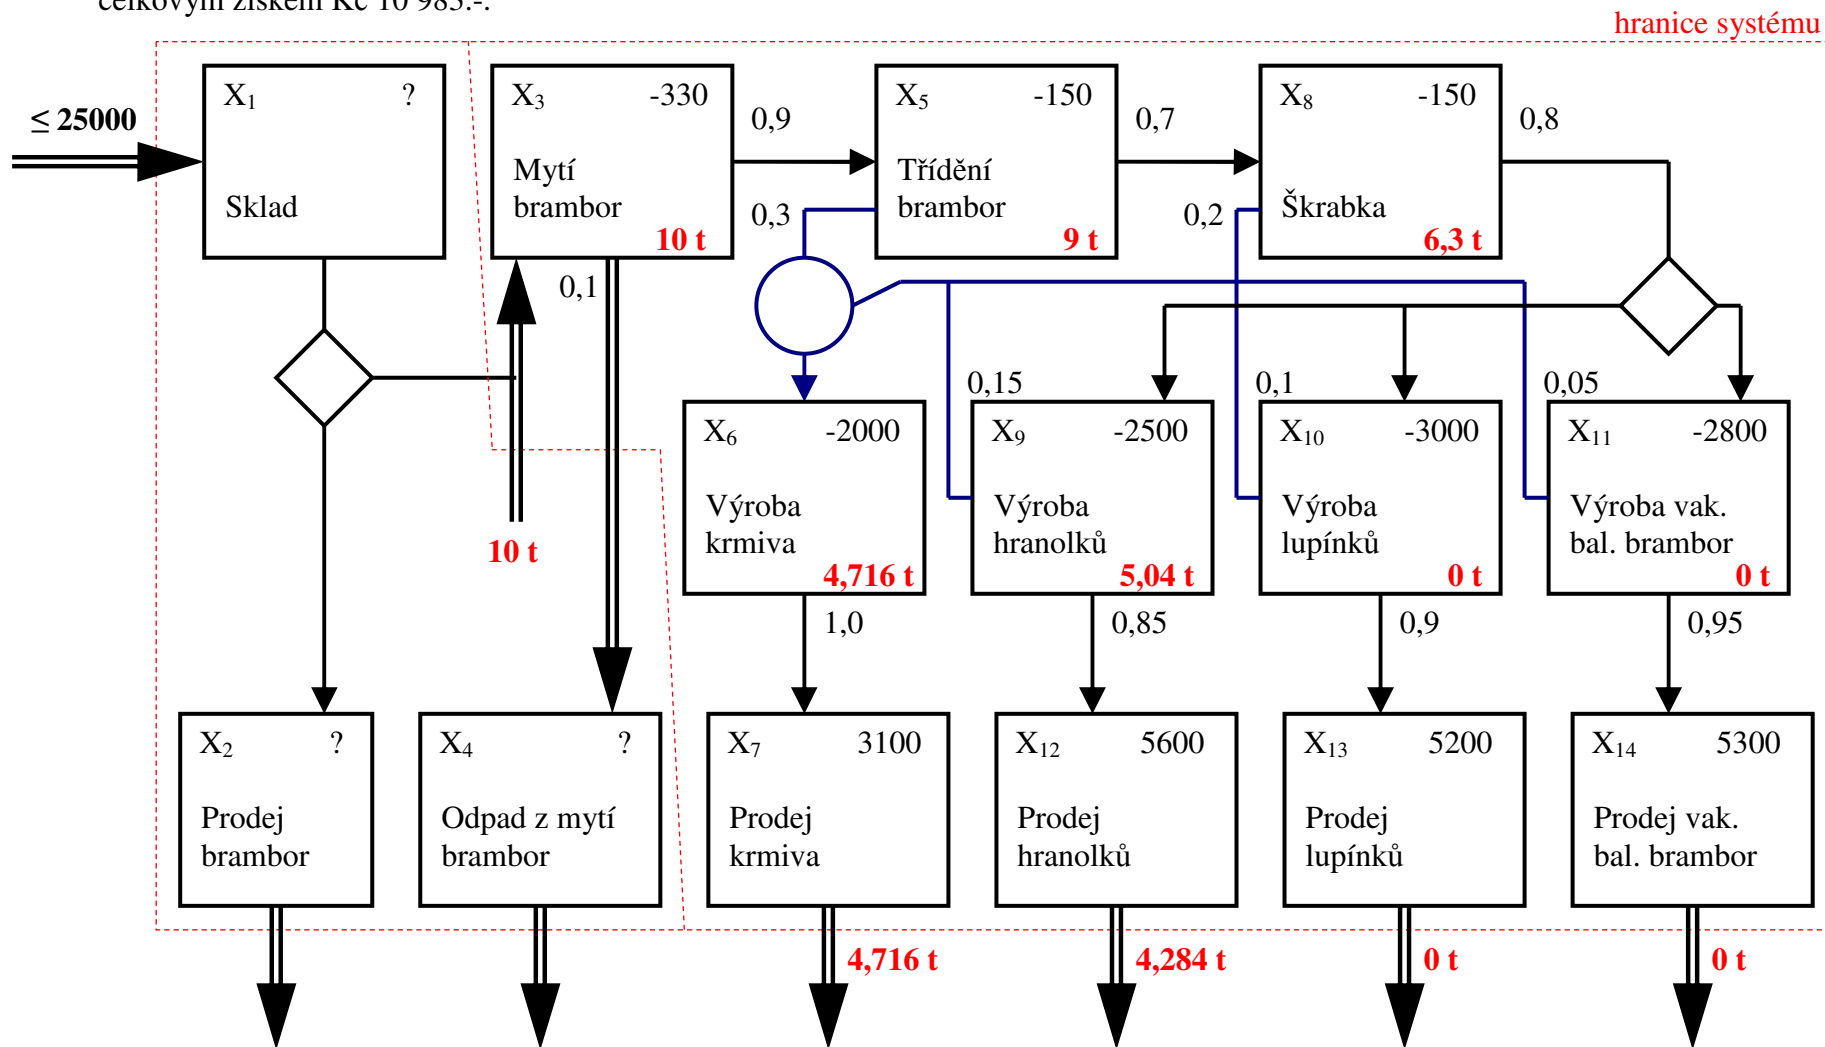 celkovým ziskem Kč 10 985.-.
hranice systému
≤ 25000
X1 ?
Sklad
X3 -330
Mytí
brambor
10 t
0,9
X5 -150
Třídění
brambor
9 t
0,7
X8 -150
Škrabka
6,3 t
0,8
0,3
0,2
0,1
10 t
0,15
0,1
0,05
X6 -2000
Výroba
krmiva
4,716 t
X9 -2500
Výroba
hranolků
5,04 t
X10 -3000
Výroba
lupínků
0 t
X11 -2800
Výroba vak.
bal. brambor
0 t
1,0
0,85
0,9
0,95
X2 ?
Prodej
brambor
X4 ?
Odpad z mytí
brambor
X7 3100
Prodej
krmiva
X12 5600
Prodej
hranolků
X13 5200
Prodej
lupínků
X14 5300
Prodej vak.
bal. brambor
4,716 t
4,284 t
0 t
0 t